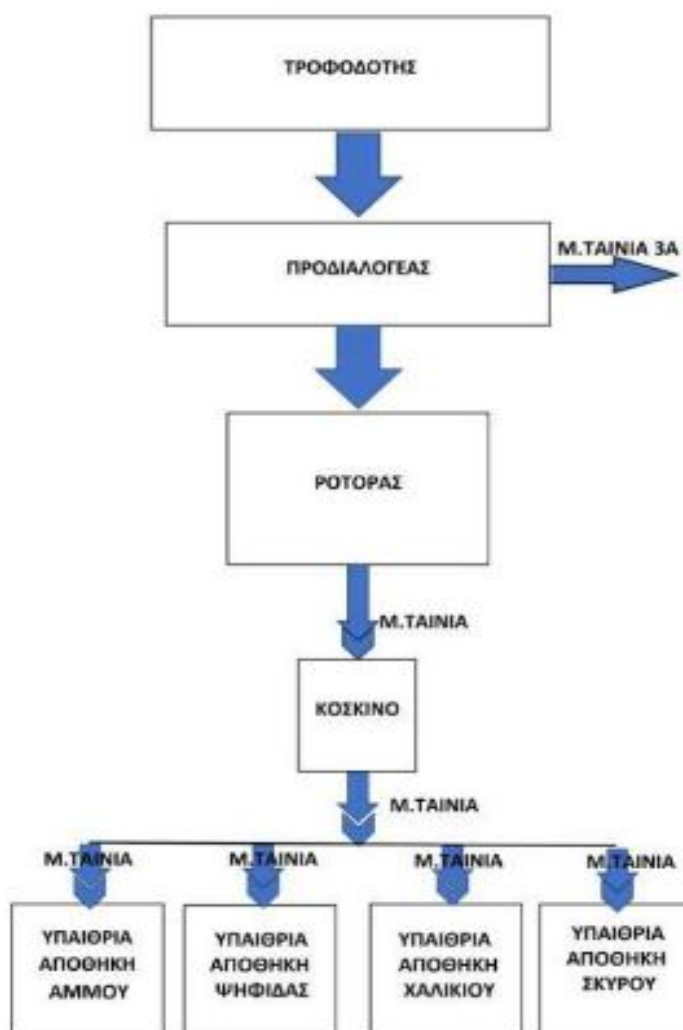 ΤΡΟΦΟΔΟΤΗΣ
Μ.ΤΑΙΝΙΑ 3Α
ΠΡΟΔΙΑΛΟΓΕΑΣ
ΡΟΤΟΡΑΣ
Μ.ΤΑΙΝΙΑ
ΚΟΣΚΙΝΟ
Μ.ΤΑΙΝΙΑ
Μ.ΤΑΙΝΙΑ
Μ.ΤΑΙΝΙΑ
Μ.ΤΑΙΝΙΑ
Μ.ΤΑΙΝΙΑ
ΥΠΑΙΘΡΙΑ
ΑΠΟΘΗΚΗ
ΑΜΜΟΥ
ΥΠΑΙΘΡΙΑ
ΑΠΟΘΗΚΗ
ΨΗΦΙΔΑΣ
ΥΠΑΙΘΡΙΑ
ΑΠΟΘΗΚΗ
ΧΑΛΙΚΙΟΥ
ΥΠΑΙΘΡΙΑ
ΑΠΟΘΗΚΗ
ΣΚΥΡΟΥ